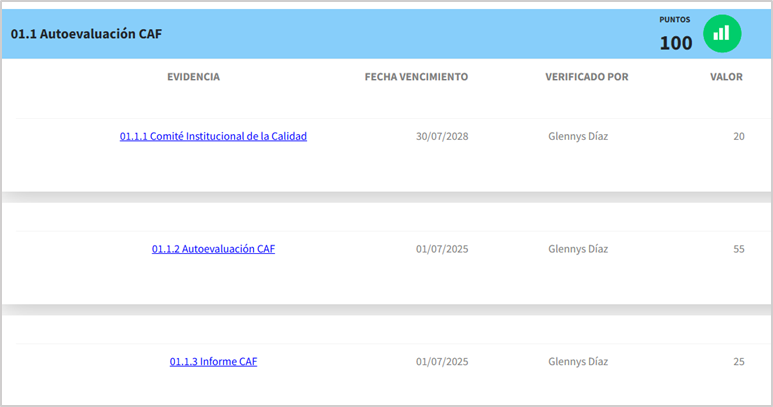 01.1 Autoevaluación CAF
PUNTOS
100
EVIDENCIA FECHA VENCIMIENTO VERIFICADO POR VALOR
01.1.1 Comité Institucional de la Calidad 30/07/2028 Glennys Díaz 20
01.1.2 Autoevaluación CAF 01/07/2025 Glennys Díaz 55
01.1.3 Informe CAF 01/07/2025 Glennys Díaz 25